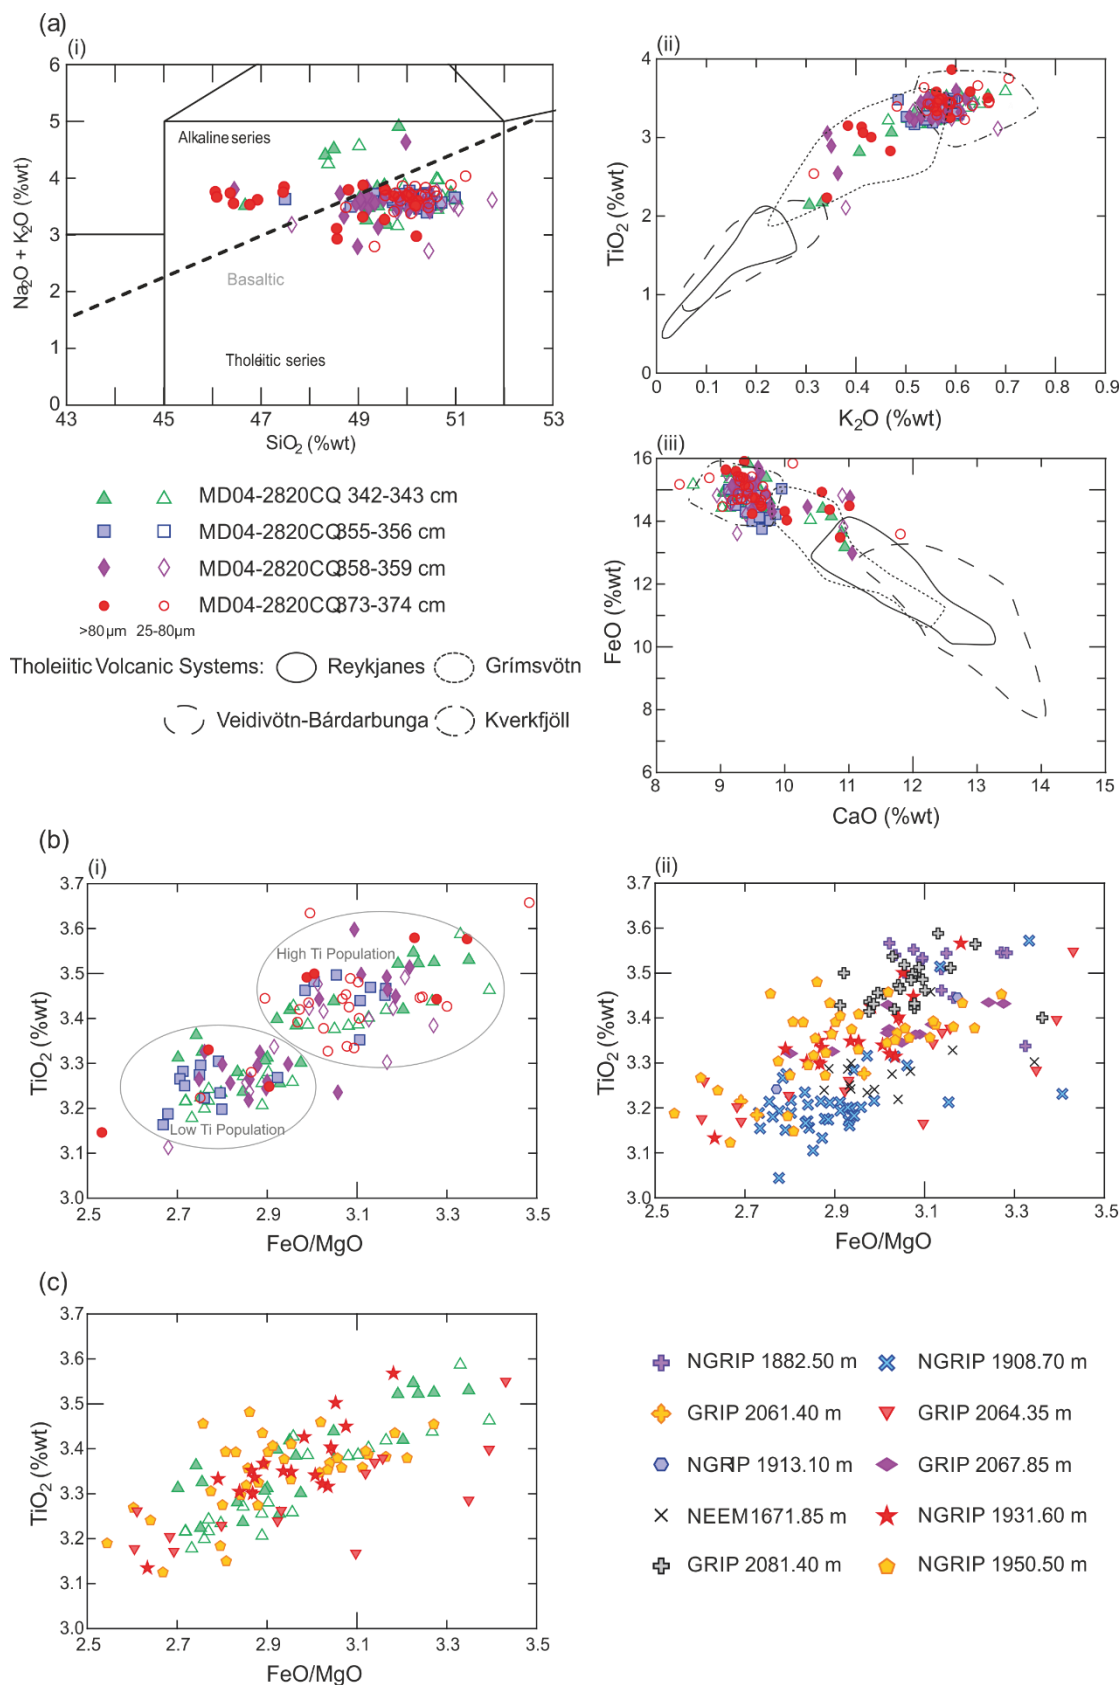 (a)
(i)
6
5
4
3
2
1
0
Na2O + K2O (%wt)
Alkaline series
Basaltic
Tholeiitic series
43 45 47 49 51 53
SiO2 (%wt)
(ii)
4
3
2
1
0
TiO2 (%wt)
0 0.1 0.2 0.3 0.4 0.5 0.6 0.7 0.8 0.9
K2O (%wt)
(iii)
16
14
12
10
8
6
FeO (%wt)
8 9 10 11 12 13 14 15
CaO (%wt)
MD04-2820CQ 342-343 cm
MD04-2820CQ355-356 cm
MD04-2820CQ358-359 cm
MD04-2820CQ373-374 cm
>80µm 25-80µm
Tholeiitic Volcanic Systems: Reykjanes Grímsvötn
Veidivötn-Bárdarbunga Kverkfjöll
(b)
(i)
3.7
3.6
3.5
3.4
3.3
3.2
3.1
3.0
TiO2 (%wt)
High Ti Population
Low Ti Population
2.5 2.7 2.9 3.1 3.3 3.5
FeO/MgO
(ii)
3.7
3.6
3.5
3.4
3.3
3.2
3.1
3.0
TiO2 (%wt)
2.5 2.7 2.9 3.1 3.3 3.5
FeO/MgO
(c)
3.7
3.6
3.5
3.4
3.3
3.2
3.1
3.0
TiO2 (%wt)
2.5 2.7 2.9 3.1 3.3 3.5
FeO/MgO
NGRIP 1882.50 m NGRIP 1908.70 m
GRIP 2061.40 m GRIP 2064.35 m
NGRIP 1913.10 m GRIP 2067.85 m
NEEM1671.85 m NGRIP 1931.60 m
GRIP 2081.40 m NGRIP 1950.50 m